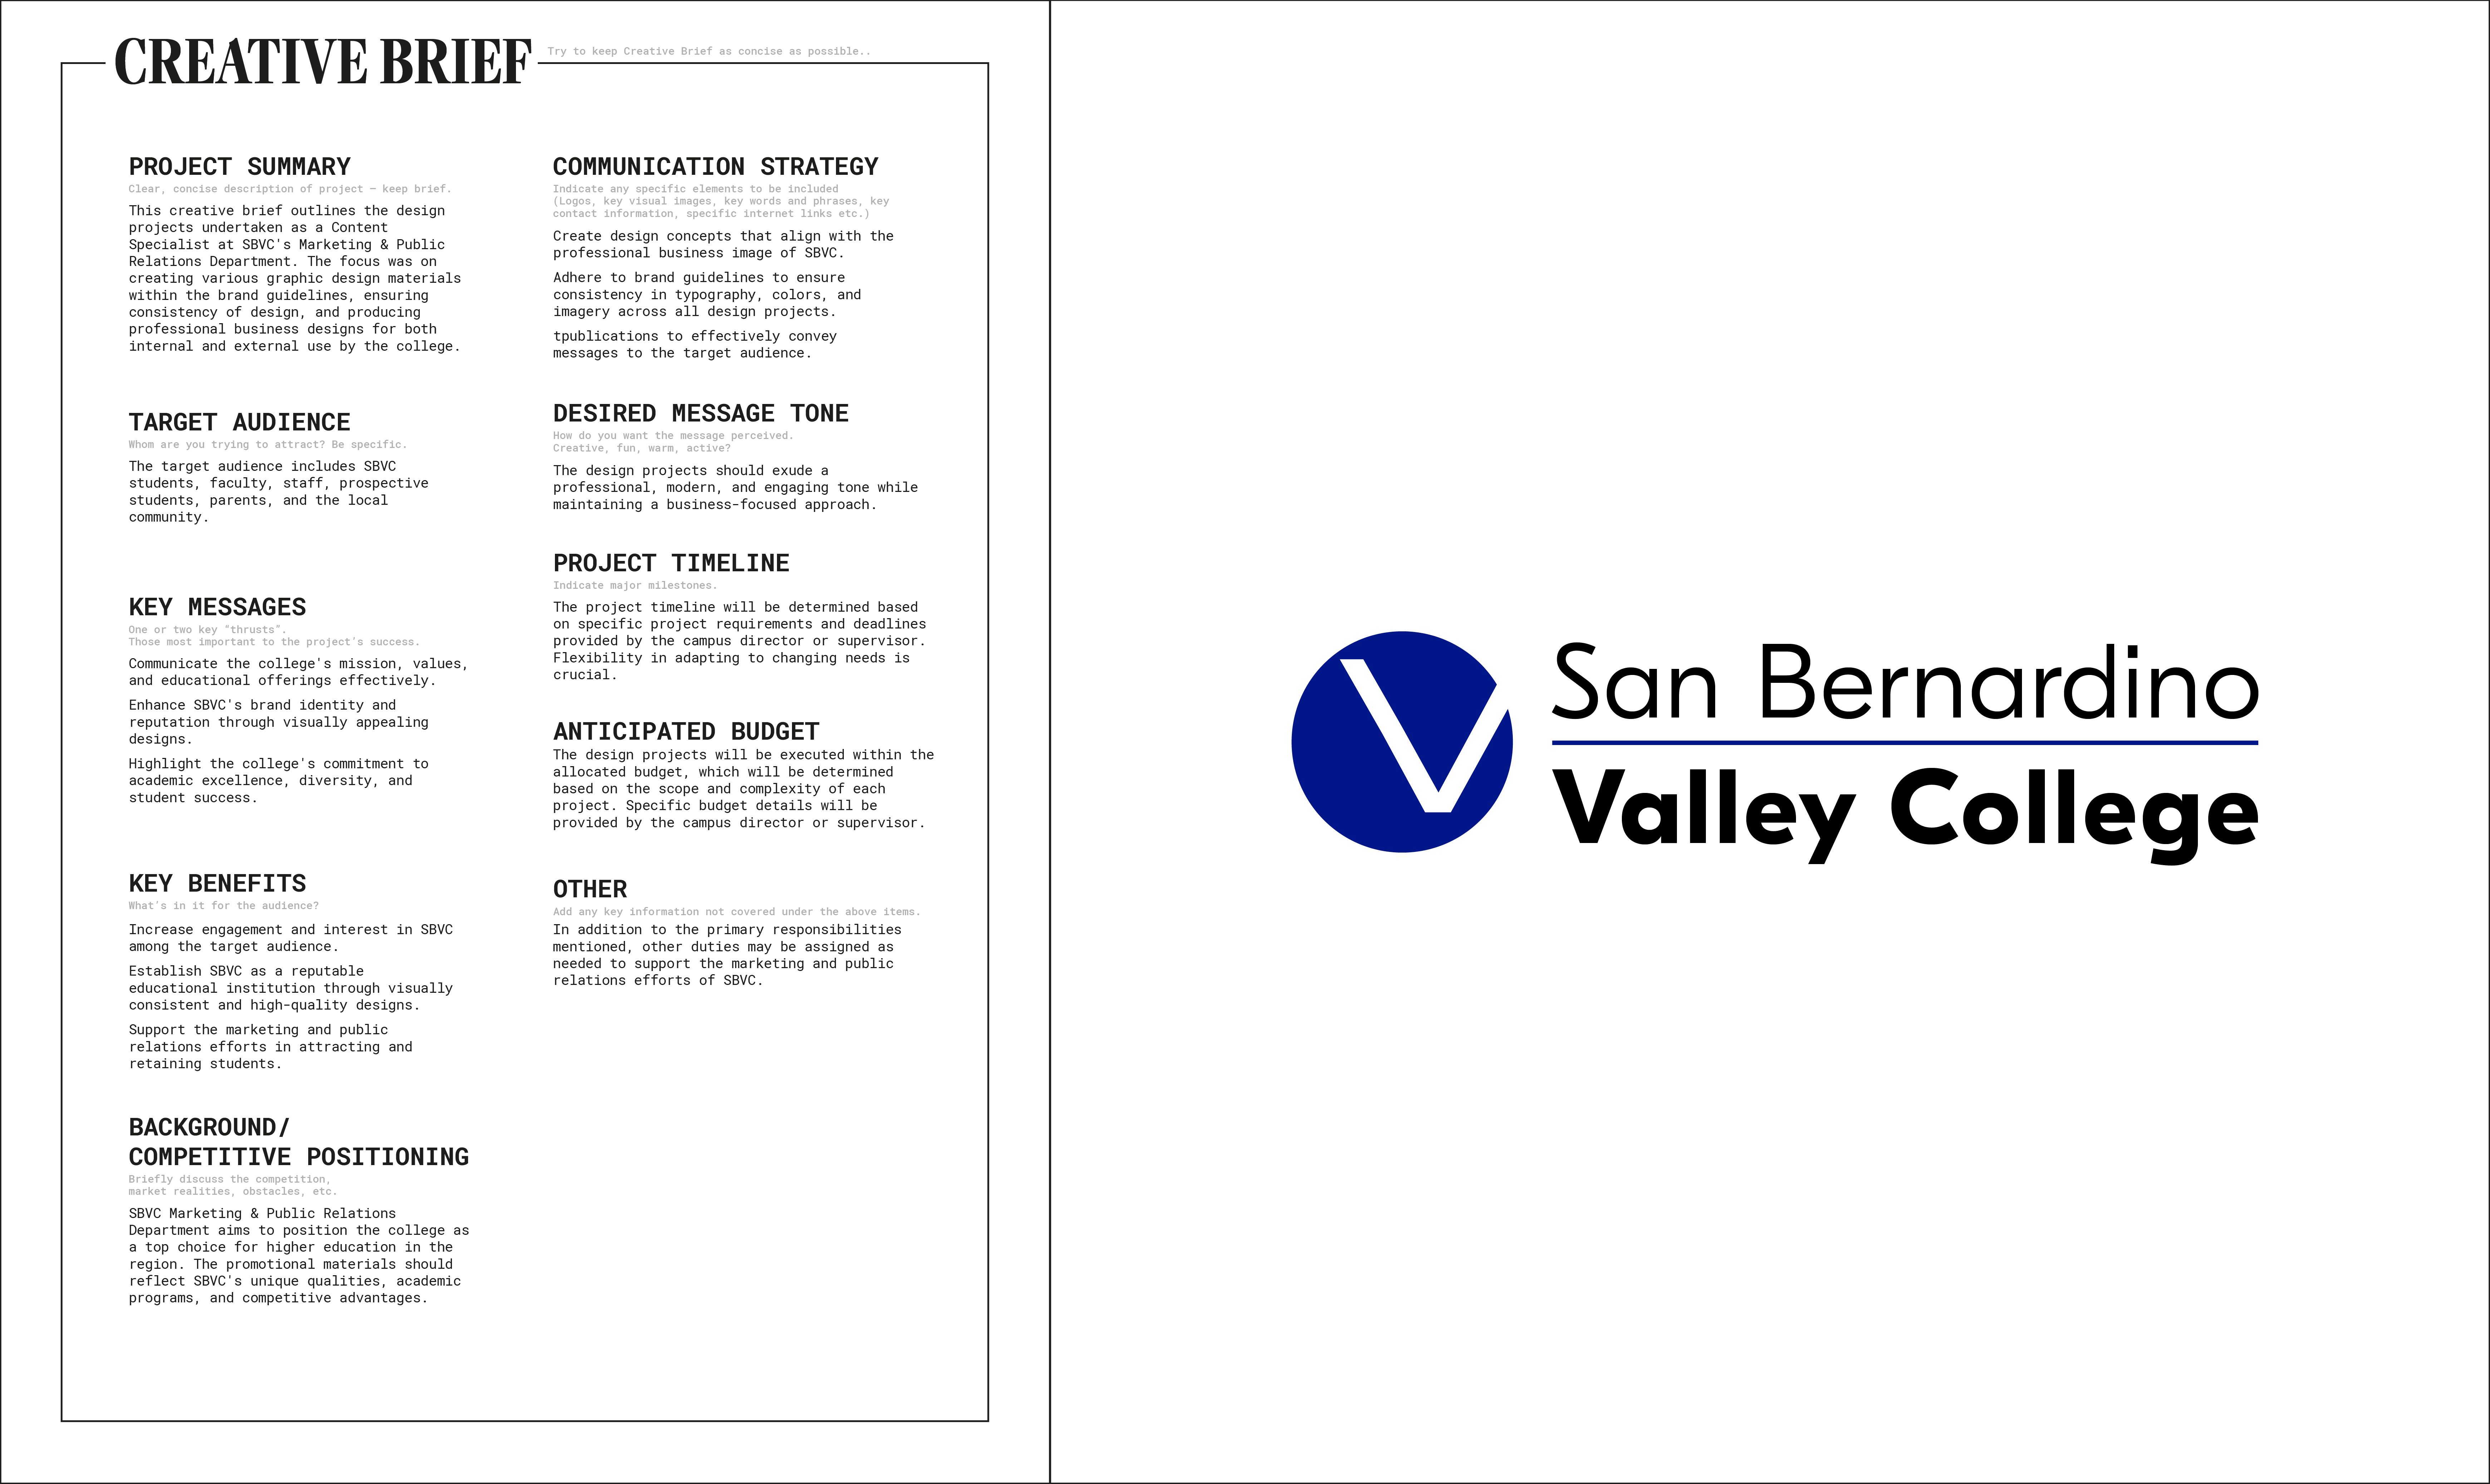 CREATIVE BRIEF
Try to keep Creative Brief as concise as possible..
PROJECT SUMMARY
Clear, concise description of project – keep brief.
This creative brief outlines the design
projects undertaken as a Content
Specialist at SBVC's Marketing & Public
Relations Department. The focus was on
creating various graphic design materials
within the brand guidelines, ensuring
consistency of design, and producing
professional business designs for both
internal and external use by the college.
TARGET AUDIENCE
Whom are you trying to attract? Be specific.
The target audience includes SBVC
students, faculty, staff, prospective
students, parents, and the local
community.
KEY MESSAGES
One or two key "thrusts".
Those most important to the project's success.
Communicate the college's mission, values,
and educational offerings effectively.
Enhance SBVC's brand identity and
reputation through visually appealing
designs.
Highlight the college's commitment to
academic excellence, diversity, and
student success.
KEY BENEFITS
What's in it for the audience?
Increase engagement and interest in SBVC
among the target audience.
Establish SBVC as a reputable
educational institution through visually
consistent and high-quality designs.
Support the marketing and public
relations efforts in attracting and
retaining students.
BACKGROUND/
COMPETITIVE POSITIONING
Briefly discuss the competition,
market realities, obstacles, etc.
SBVC Marketing & Public Relations
Department aims to position the college as
a top choice for higher education in the
region. The promotional materials should
reflect SBVC's unique qualities, academic
programs, and competitive advantages.
COMMUNICATION STRATEGY
Indicate any specific elements to be included
(Logos, key visual images, key words and phrases, key
contact information, specific internet links etc.)
Create design concepts that align with the
professional business image of SBVC.
Adhere to brand guidelines to ensure
consistency in typography, colors, and
imagery across all design projects.
tpublications to effectively convey
messages to the target audience.
DESIRED MESSAGE TONE
How do you want the message perceived.
Creative, fun, warm, active?
The design projects should exude a
professional, modern, and engaging tone while
maintaining a business-focused approach.
PROJECT TIMELINE
Indicate major milestones.
The project timeline will be determined based
on specific project requirements and deadlines
provided by the campus director or supervisor.
Flexibility in adapting to changing needs is
crucial.
ANTICIPATED BUDGET
The design projects will be executed within the
allocated budget, which will be determined
based on the scope and complexity of each
project. Specific budget details will be
provided by the campus director or supervisor.
OTHER
Add any key information not covered under the above items.
In addition to the primary responsibilities
mentioned, other duties may be assigned as
needed to support the marketing and public
relations efforts of SBVC.
V
San Bernardino
Valley College